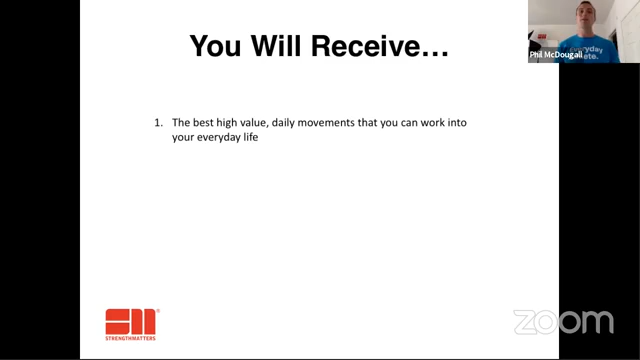 You Will Receive…
Phil McDougall
1. The best high value, daily movements that you can work into
your everyday life
STRENGTHMATTERS
zoom